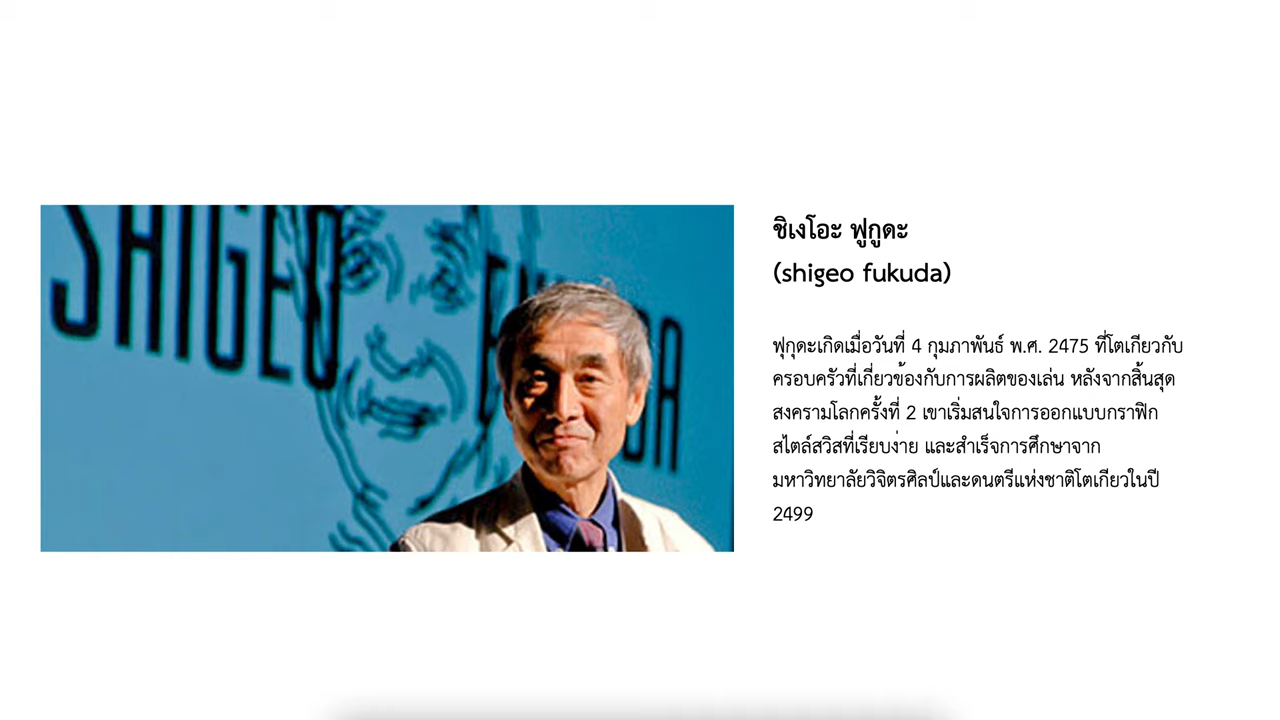 SHIGEO
ชิเงโอะ ฟูกูดะ
(shigeo fukuda)
ฟุกุดะเกิดเมื่อวันที่ 4 กุมภาพันธ์ พ.ศ. 2475 ที่โตเกียวกับ
ครอบครัวที่เกี่ยวข้องกับการผลิตของเล่น หลังจากสิ้นสุด
สงครามโลกครั้งที่ 2 เขาเริ่มสนใจการออกแบบกราฟิก
สไตล์สวิสที่เรียบง่าย และสำเร็จการศึกษาจาก
มหาวิทยาลัยวิจิตรศิลป์และดนตรีแห่งชาติโตเกียวในปี
2499